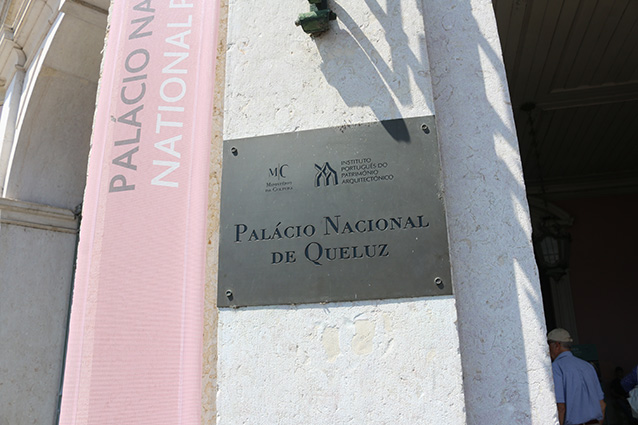 PALÁCIO NA
NATIONAL P
MC
MINISTÉRIO
DA CULTURA
INSTITUTO
PORTUGUÊS DO
PATRIMÓNIO
ARQUITECTÓNICO
PALÁCIO NACIONAL
DE QUELUZ